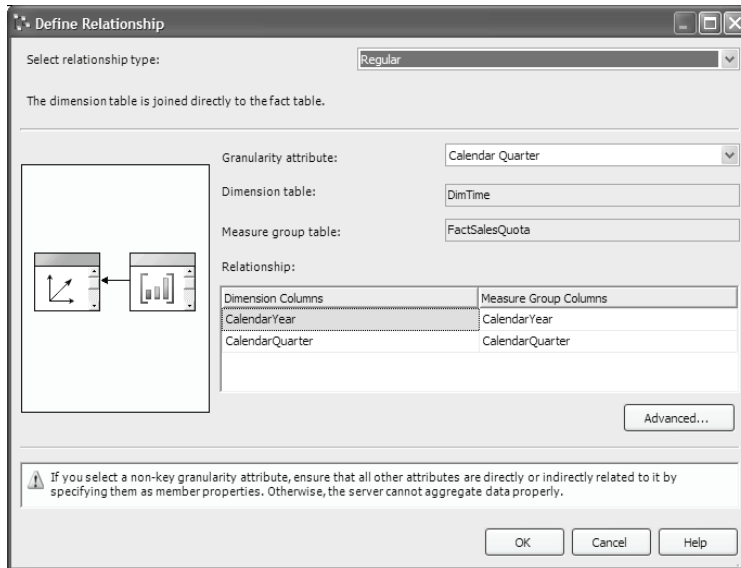 Define Relationship
Select relationship type:
Regular
The dimension table is joined directly to the fact table.
Granularity attribute:
Calendar Quarter
Dimension table:
DimTime
Measure group table:
FactSalesQuota
Relationship:
Dimension Columns
Measure Group Columns
CalendarYear
CalendarYear
CalendarQuarter
CalendarQuarter
Advanced...
If you select a non-key granularity attribute, ensure that all other attributes are directly or indirectly related to it by
specifying them as member properties. Otherwise, the server cannot aggregate data properly.
OK
Cancel
Help